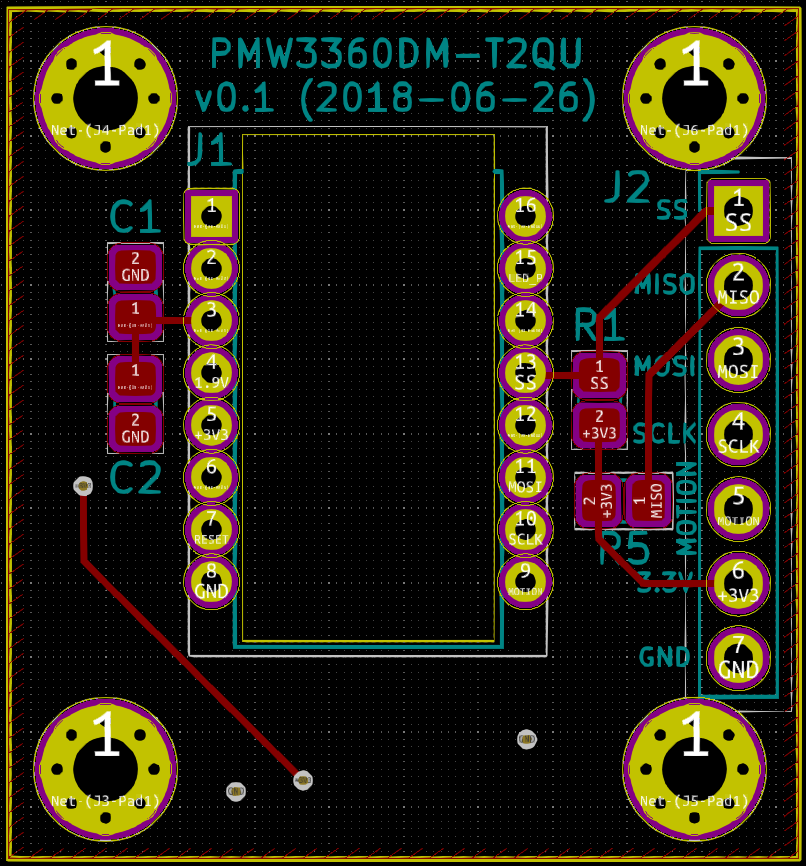 PMW3360DM-T2QU
v0.1 (2018-06-26)
1
Net-(J4-Pad1)
1
Net-(J6-Pad1)
J1
J2
C1
2
GND
1
1
2
GND
C2
1
2
3
4
1.9V
5
+3V3
6
7
RESET
8
GND
16
15
LED_P
14
13
SS
12
11
MOSI
10
SCLK
9
MOTION
R1
1
SS
2
+3V3
2
+3V3
1
MISO
SS
MISO
MOSI
SCLK
MOTION
3.3V
GND
1
SS
2
MISO
3
MOSI
4
SCLK
5
MOTION
6
+3V3
7
GND
1
Net-(J3-Pad1)
1
Net-(J5-Pad1)
GND
GND